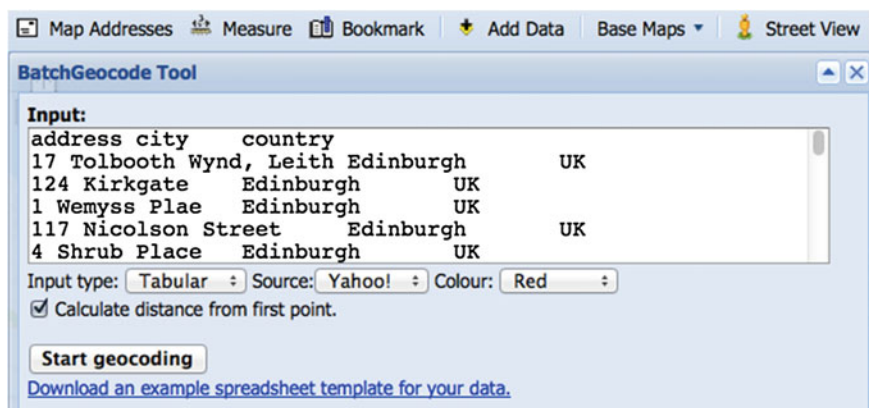 Map Addresses Measure Bookmark Add Data Base Maps Street View
BatchGeocode Tool
Input:
address city country
17 Tolbooth Wynd, Leith Edinburgh UK
124 Kirkgate Edinburgh UK
1 Wemyss Plae Edinburgh UK
117 Nicolson Street Edinburgh UK
4 Shrub Place Edinburgh UK
Input type: Tabular Source: Yahoo! Colour: Red
Calculate distance from first point.
Start geocoding
Download an example spreadsheet template for your data.